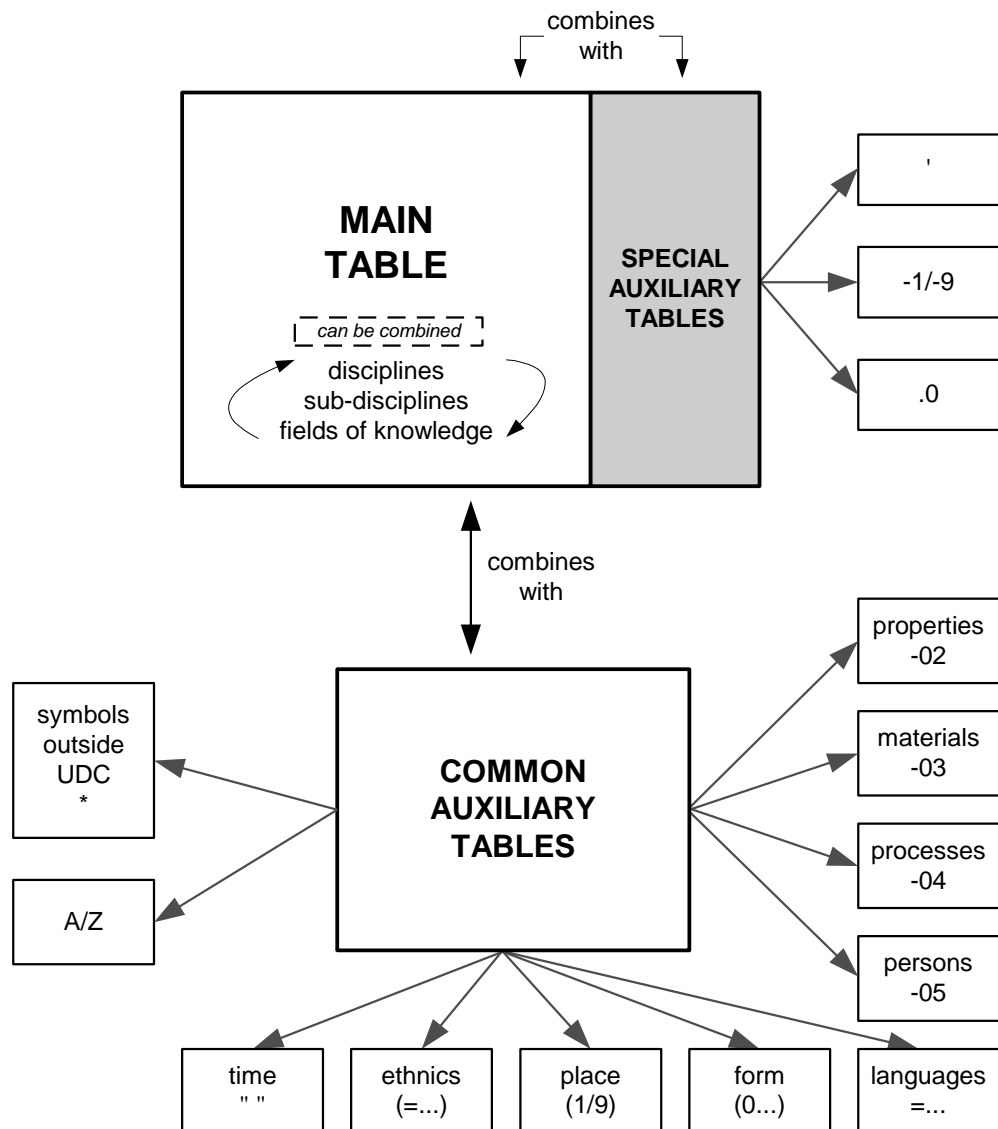 combines
with
MAIN
TABLE
can be combined
disciplines
sub-disciplines
fields of knowledge
SPECIAL
AUXILIARY
TABLES
'
-1/-9
.0
combines
with
COMMON
AUXILIARY
TABLES
symbols
outside
UDC
*
A/Z
properties
-02
materials
-03
processes
-04
persons
-05
time
" "
ethnics
(=...)
place
(1/9)
form
(0...)
languages
=...